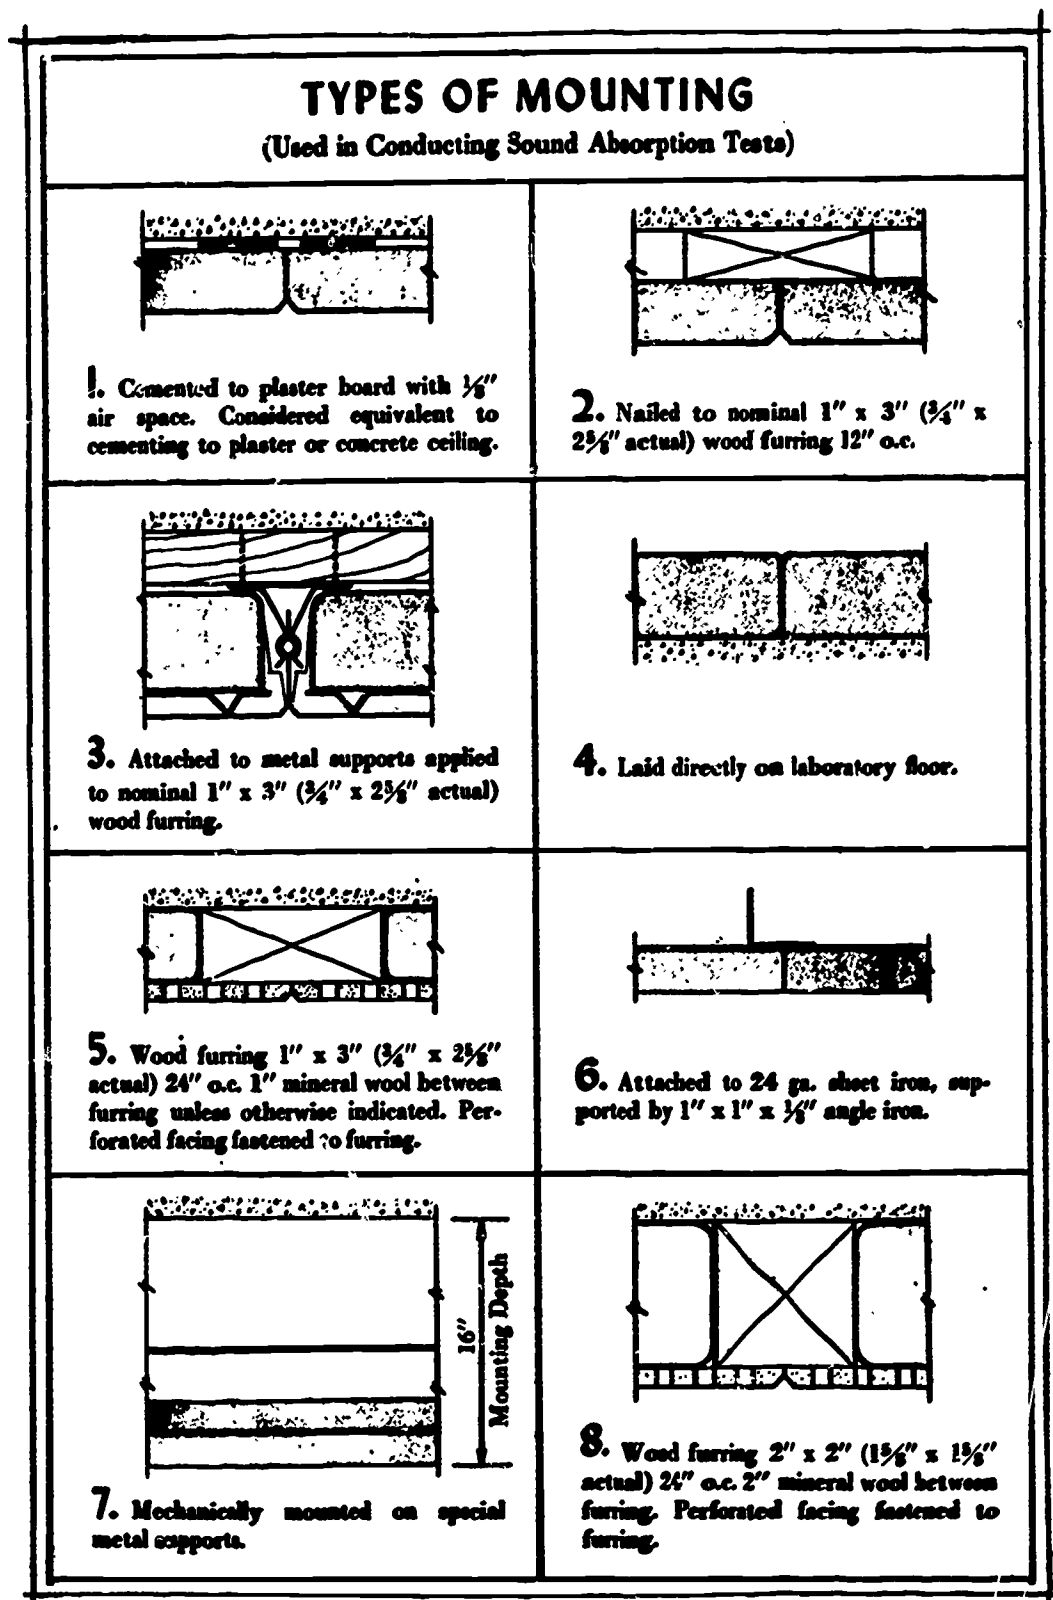 TYPES OF MOUNTING
(Used in Conducting Sound Absorption Tests)
1. Cemented to plaster board with ⅛"
air space. Considered equivalent to
cementing to plaster or concrete ceiling.
2. Nailed to nominal 1" x 3" (¾" x
2⅝" actual) wood furring 12" o.c.
3. Attached to metal supports applied
to nominal 1" x 3" (¾" x 2⅝" actual)
wood furring.
4. Laid directly on laboratory floor.
5. Wood furring 1" x 3" (¾" x 2⅝"
actual) 24" o.c. 1" mineral wool between
furring unless otherwise indicated. Per-
forated facing fastened to furring.
6. Attached to 24 ga. sheet iron, sup-
ported by 1" x 1" x ⅛" angle iron.
16"
Mounting Depth
7. Mechanically mounted on special
metal supports.
8. Wood furring 2" x 2" (1⅝" x 1⅝"
actual) 24" o.c. 2" mineral wool between
furring. Perforated facing fastened to
furring.